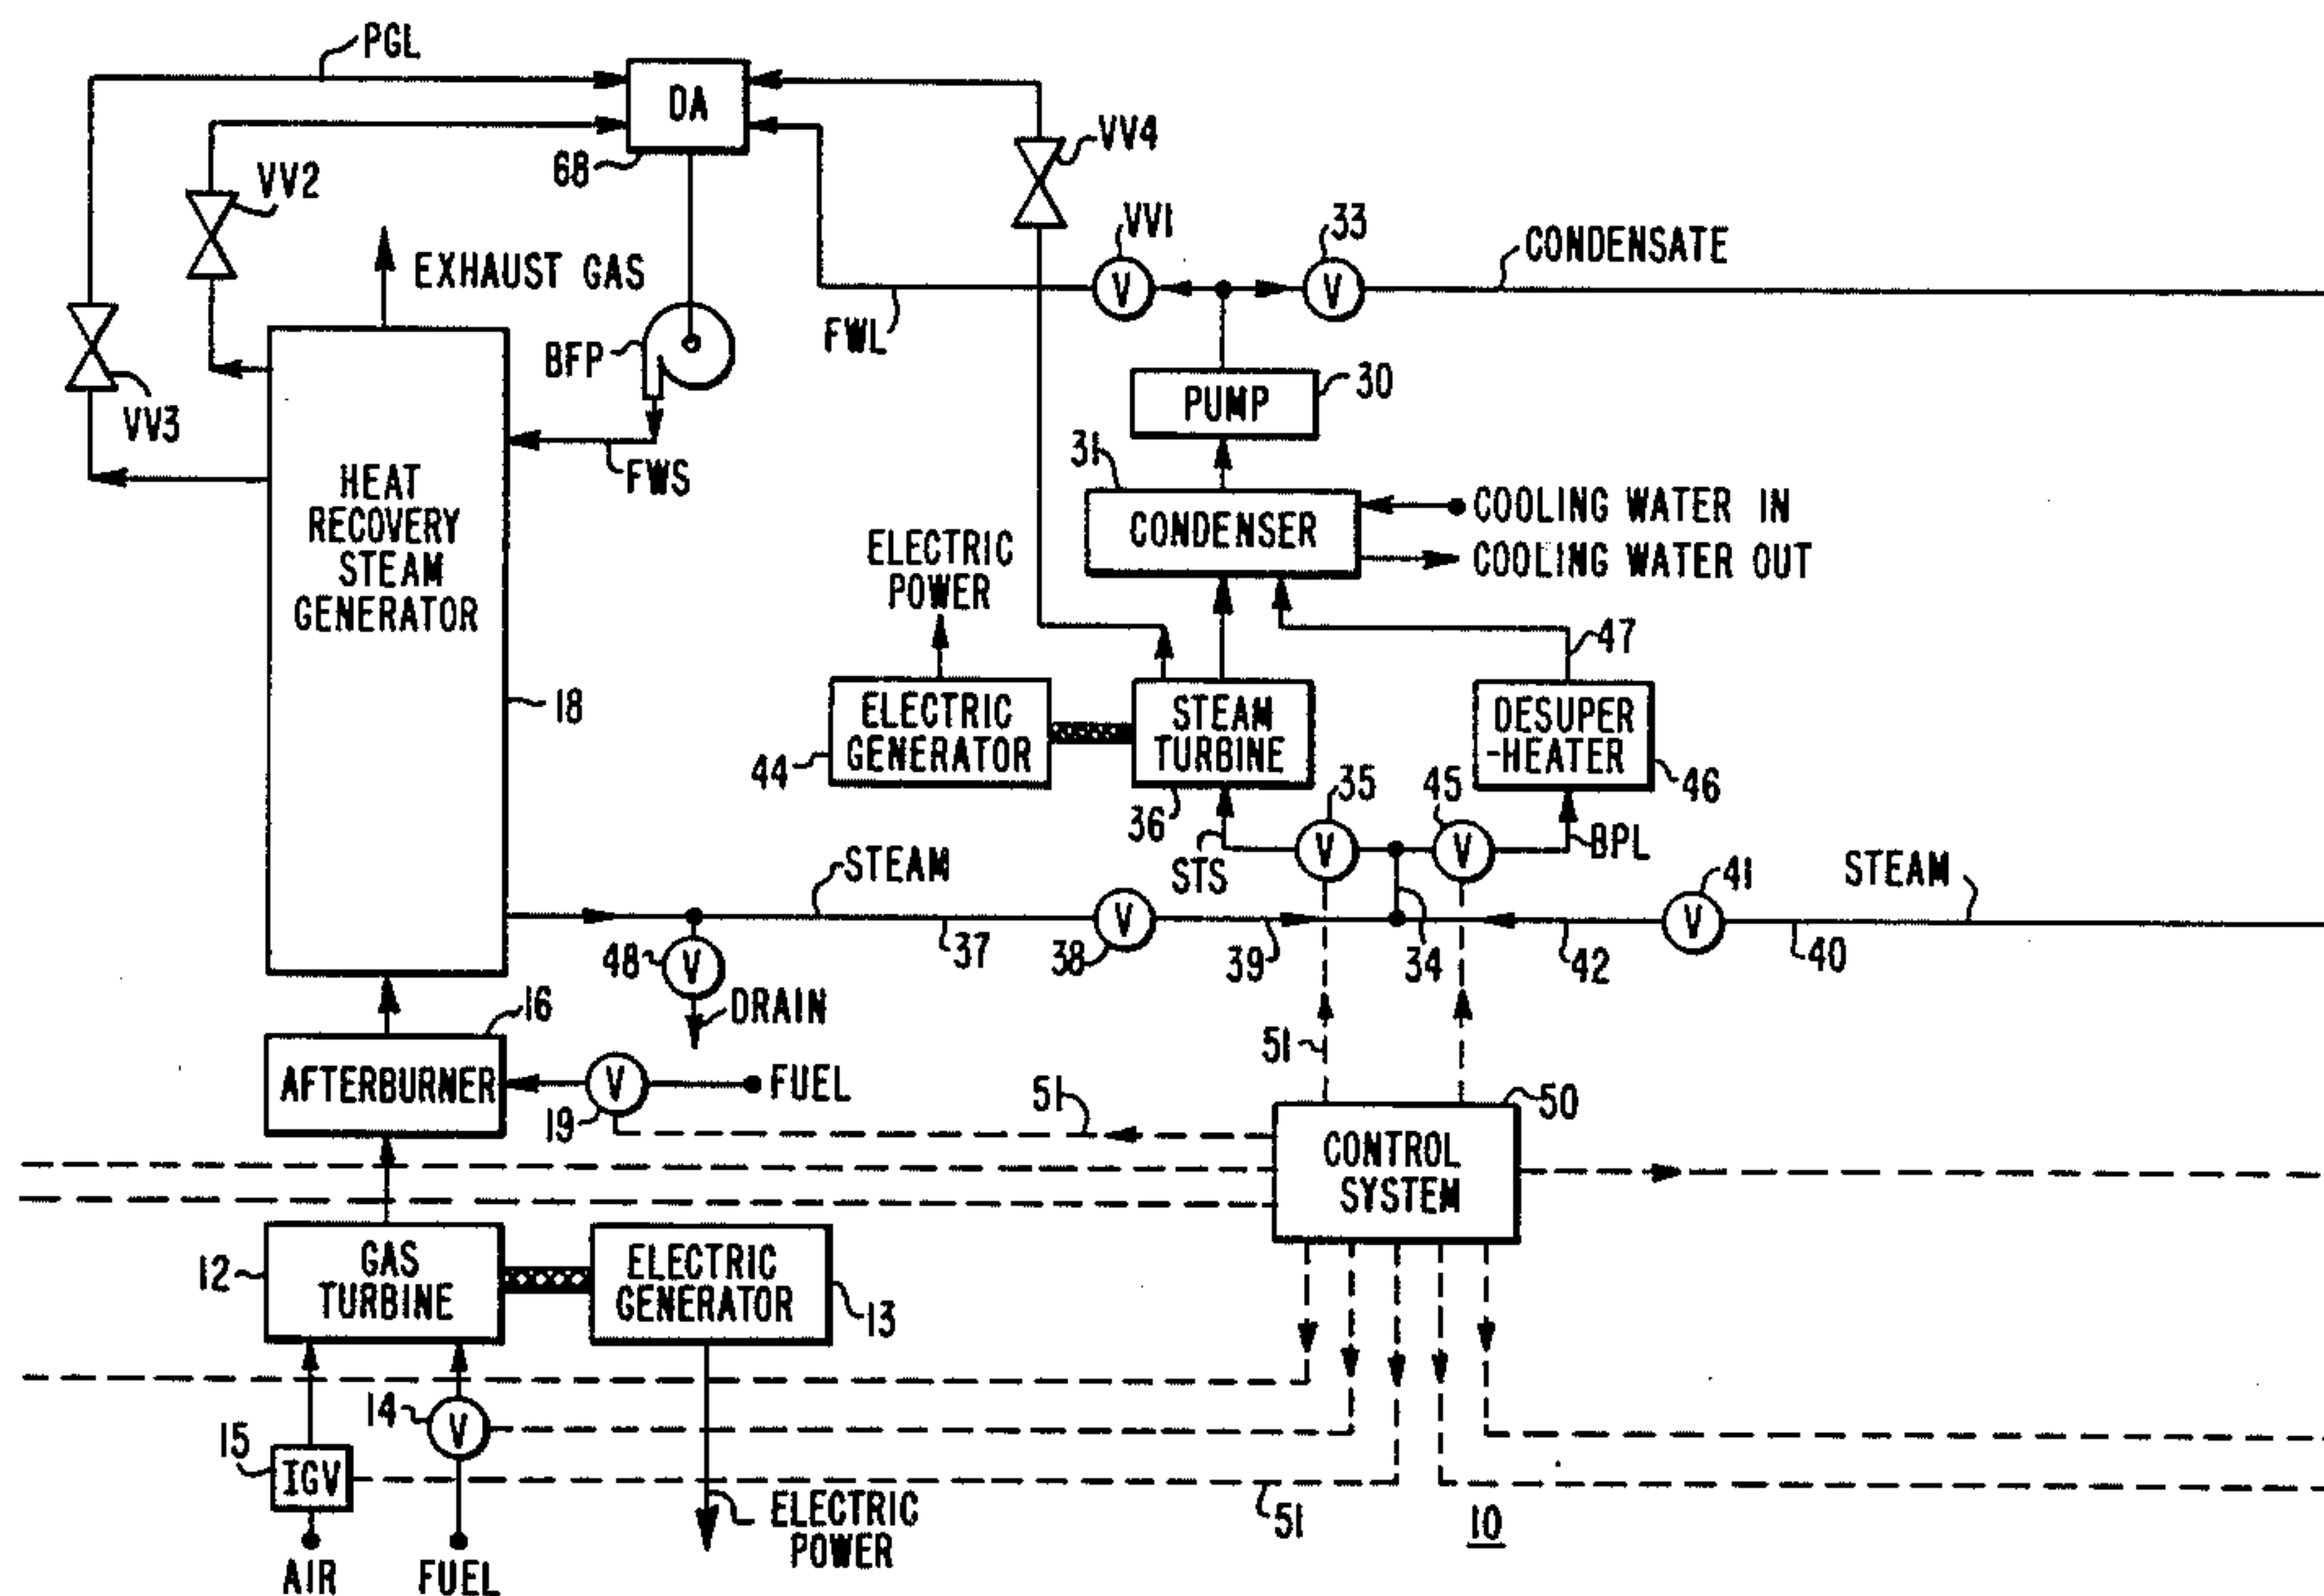 PGL
DA
68
VV4
VV2
VV1
33
CONDENSATE
EXHAUST GAS
BFP
FWL
VV3
PUMP
30
FWS
31
CONDENSER
COOLING WATER IN
COOLING WATER OUT
HEAT
RECOVERY
STEAM
GENERATOR
ELECTRIC
POWER
47
18
ELECTRIC
GENERATOR
44
STEAM
TURBINE
36
DESUPER
-HEATER
46
35
45
STS
BPL
STEAM
41
STEAM
48
37
38
39
34
42
40
DRAIN
16
AFTERBURNER
19
FUEL
51
51
50
CONTROL
SYSTEM
12
GAS
TURBINE
ELECTRIC
GENERATOR
13
14
15
IGV
ELECTRIC
POWER
51
10
AIR
FUEL
V
V
V
V
V
V
V
V
V